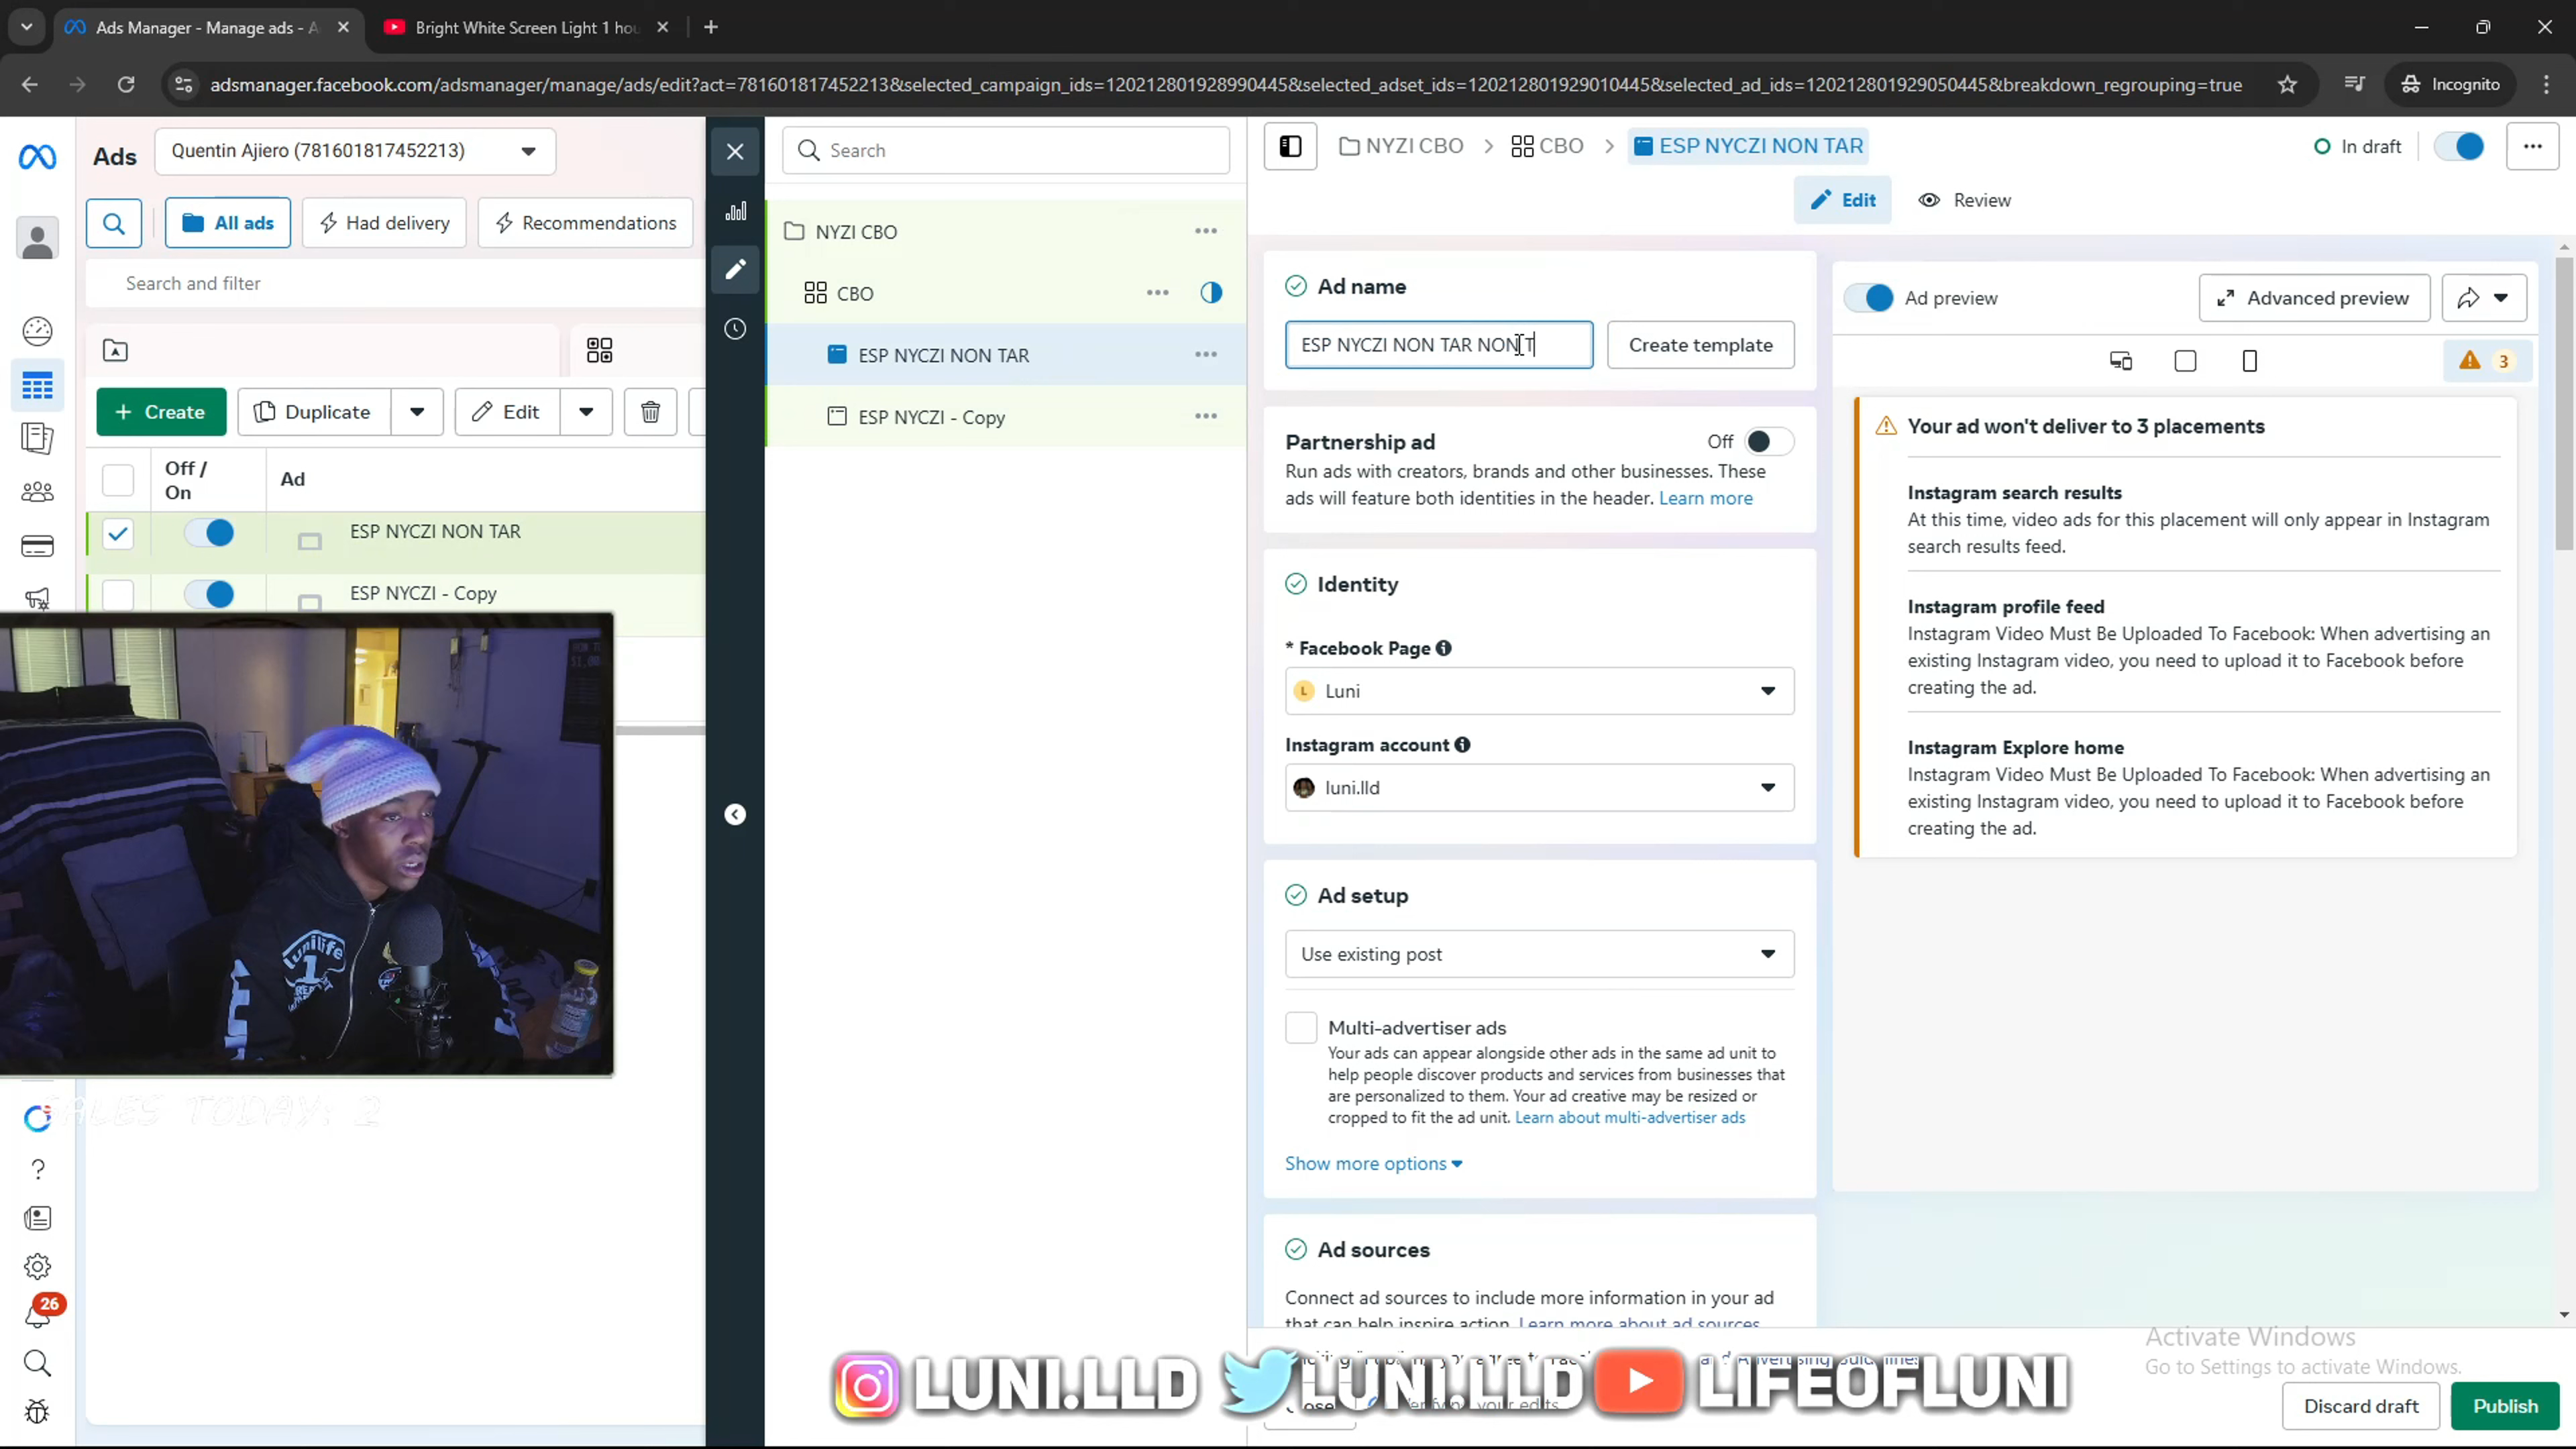 Ads Manager - Manage ads - A
Bright White Screen Light 1 hou
adsmanager.facebook.com/adsmanager/manage/ads/edit?act=781601817452213&selected_campaign_ids=120212801928990445&selected_adset_ids=120212801929010445&selected_ad_ids=120212801929050445&breakdown_regrouping=true
Incognito
Ads
Quentin Ajiero (781601817452213)
All ads
Had delivery
Recommendations
Search and filter
Create
Duplicate
Edit
Off / On
Ad
ESP NYCZI NON TAR
ESP NYCZI - Copy
SALES TODAY: 2
26
Search
NYZI CBO
CBO
ESP NYCZI NON TAR
ESP NYCZI - Copy
NYZI CBO
CBO
ESP NYCZI NON TAR
In draft
Edit
Review
Ad name
ESP NYCZI NON TAR NON T
Create template
Partnership ad
Off
Run ads with creators, brands and other businesses. These
ads will feature both identities in the header. Learn more
Identity
* Facebook Page
L
Luni
Instagram account
luni.lld
Ad setup
Use existing post
Multi-advertiser ads
Your ads can appear alongside other ads in the same ad unit to
help people discover products and services from businesses that
are personalized to them. Your ad creative may be resized or
cropped to fit the ad unit. Learn about multi-advertiser ads
Show more options
Ad sources
Connect ad sources to include more information in your ad
that can help inspire action. Learn more about ad sources
Ad preview
Advanced preview
3
Your ad won't deliver to 3 placements
Instagram search results
At this time, video ads for this placement will only appear in Instagram
search results feed.
Instagram profile feed
Instagram Video Must Be Uploaded To Facebook: When advertising an
existing Instagram video, you need to upload it to Facebook before
creating the ad.
Instagram Explore home
Instagram Video Must Be Uploaded To Facebook: When advertising an
existing Instagram video, you need to upload it to Facebook before
creating the ad.
Activate Windows
Go to Settings to activate Windows.
LUNI.LLD
LUNI.LLD
LIFEOFLUNI
Discard draft
Publish